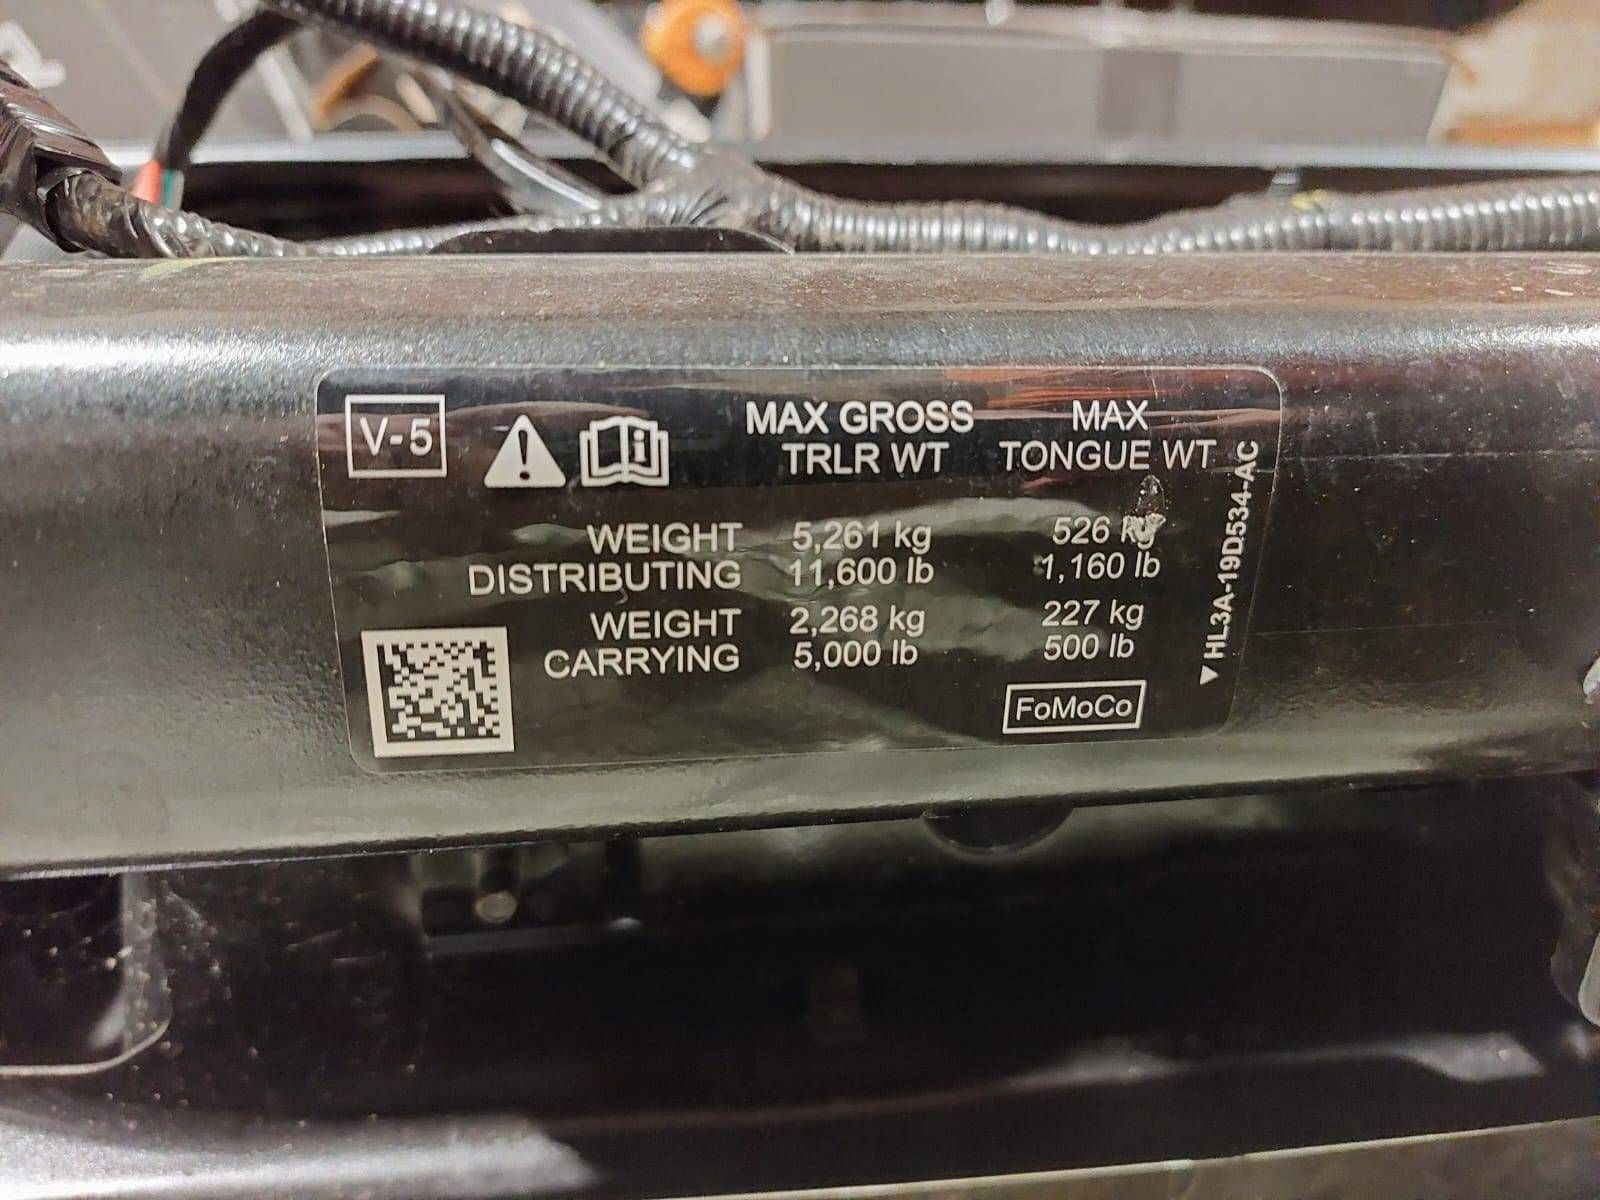 V-5
MAX GROSS MAX
TRLR WT TONGUE WT
WEIGHT 5,261 kg 526 kg
DISTRIBUTING 11,600 lb 1,160 lb
WEIGHT 2,268 kg 227 kg
CARRYING 5,000 lb 500 lb
FoMoCo
HL3A-19D534-AC